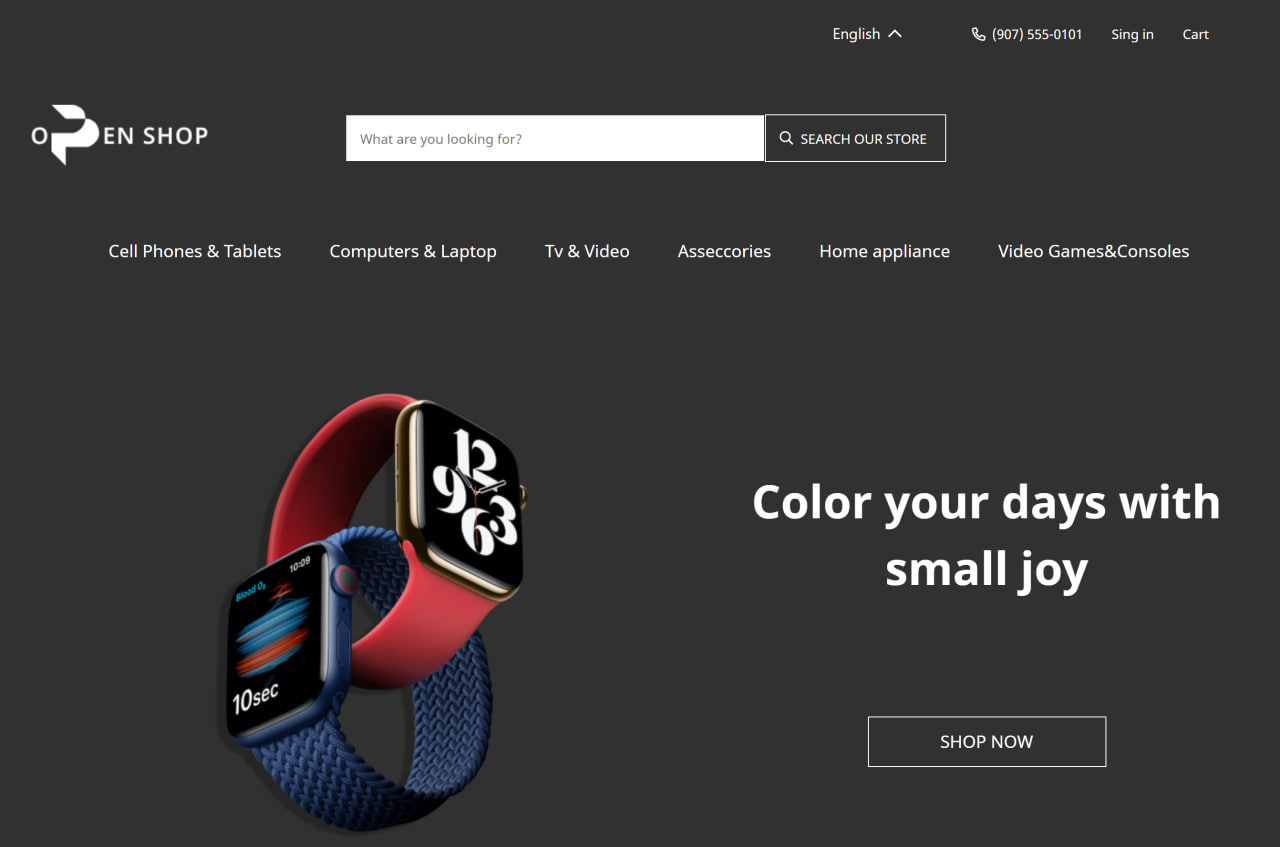 English (907) 555-0101 Sing in Cart
OPEN SHOP
What are you looking for? SEARCH OUR STORE
Cell Phones & Tablets Computers & Laptop Tv & Video Asseccories Home appliance Video Games&Consoles
12
9 3
6
10:09
Blood O₂
10sec
Color your days with
small joy
SHOP NOW